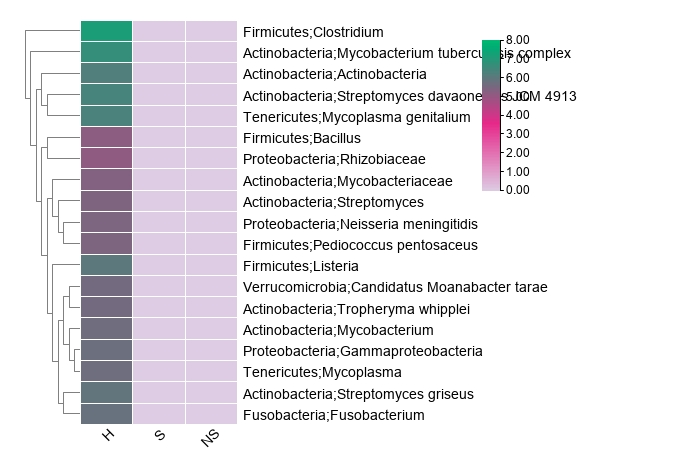 Firmicutes;Clostridium
Actinobacteria;Mycobacterium tuberculosis complex
Actinobacteria;Actinobacteria
Actinobacteria;Streptomyces davaonensis JCM 4913
Tenericutes;Mycoplasma genitalium
Firmicutes;Bacillus
Proteobacteria;Rhizobiaceae
Actinobacteria;Mycobacteriaceae
Actinobacteria;Streptomyces
Proteobacteria;Neisseria meningitidis
Firmicutes;Pediococcus pentosaceus
Firmicutes;Listeria
Verrucomicrobia;Candidatus Moanabacter tarae
Actinobacteria;Tropheryma whipplei
Actinobacteria;Mycobacterium
Proteobacteria;Gammaproteobacteria
Tenericutes;Mycoplasma
Actinobacteria;Streptomyces griseus
Fusobacteria;Fusobacterium
8.00
7.00
6.00
5.00
4.00
3.00
2.00
1.00
0.00
H
S
NS